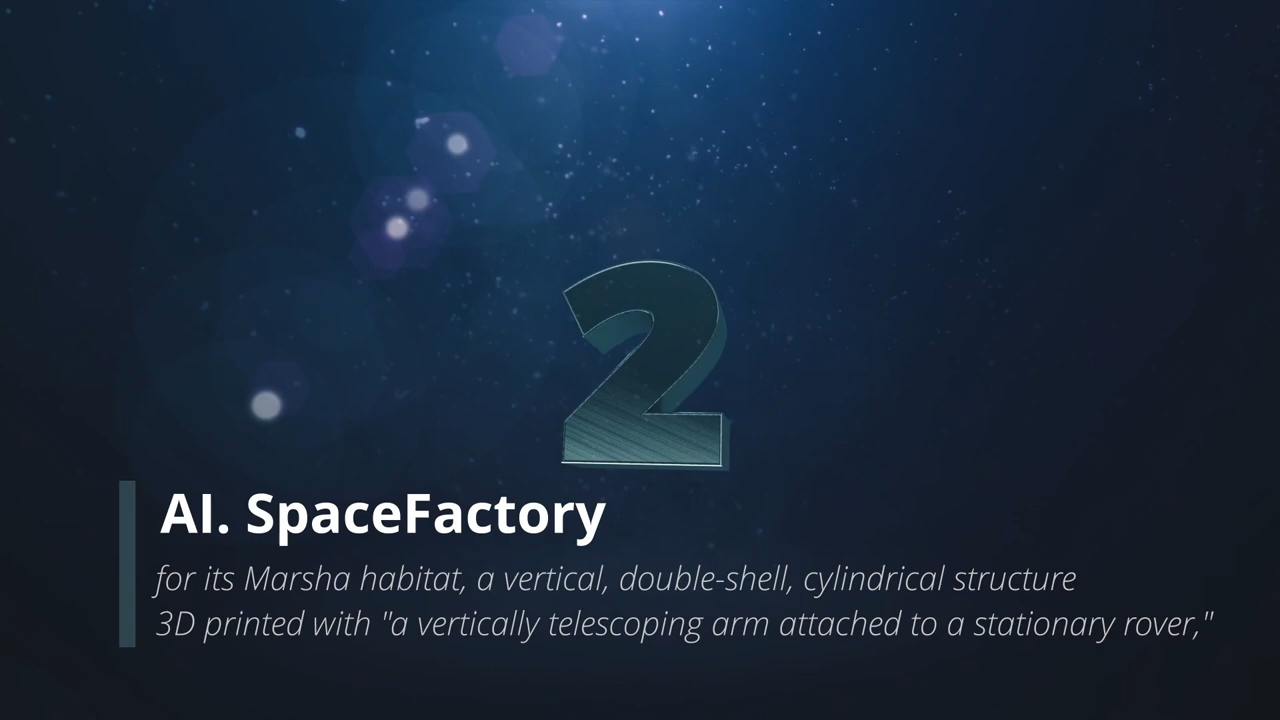 2
AI. SpaceFactory
for its Marsha habitat, a vertical, double-shell, cylindrical structure
3D printed with "a vertically telescoping arm attached to a stationary rover,"